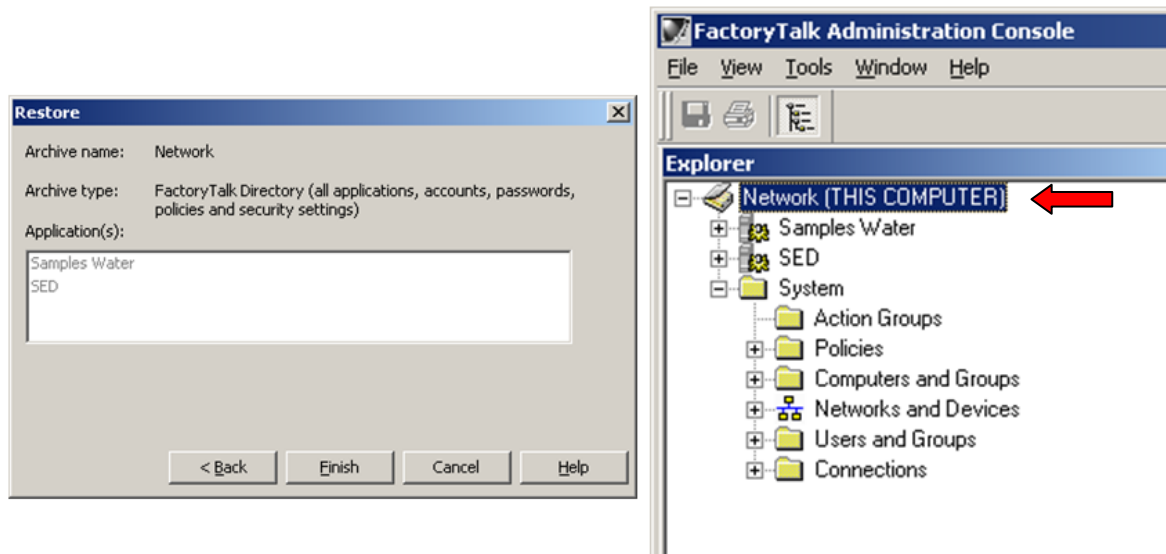 Restore
Archive name: Network
Archive type: FactoryTalk Directory (all applications, accounts, passwords,
policies and security settings)
Application(s):
Samples Water
SED
< Back Finish Cancel Help
FactoryTalk Administration Console
File View Tools Window Help
Explorer
Network (THIS COMPUTER)
Samples Water
SED
System
Action Groups
Policies
Computers and Groups
Networks and Devices
Users and Groups
Connections